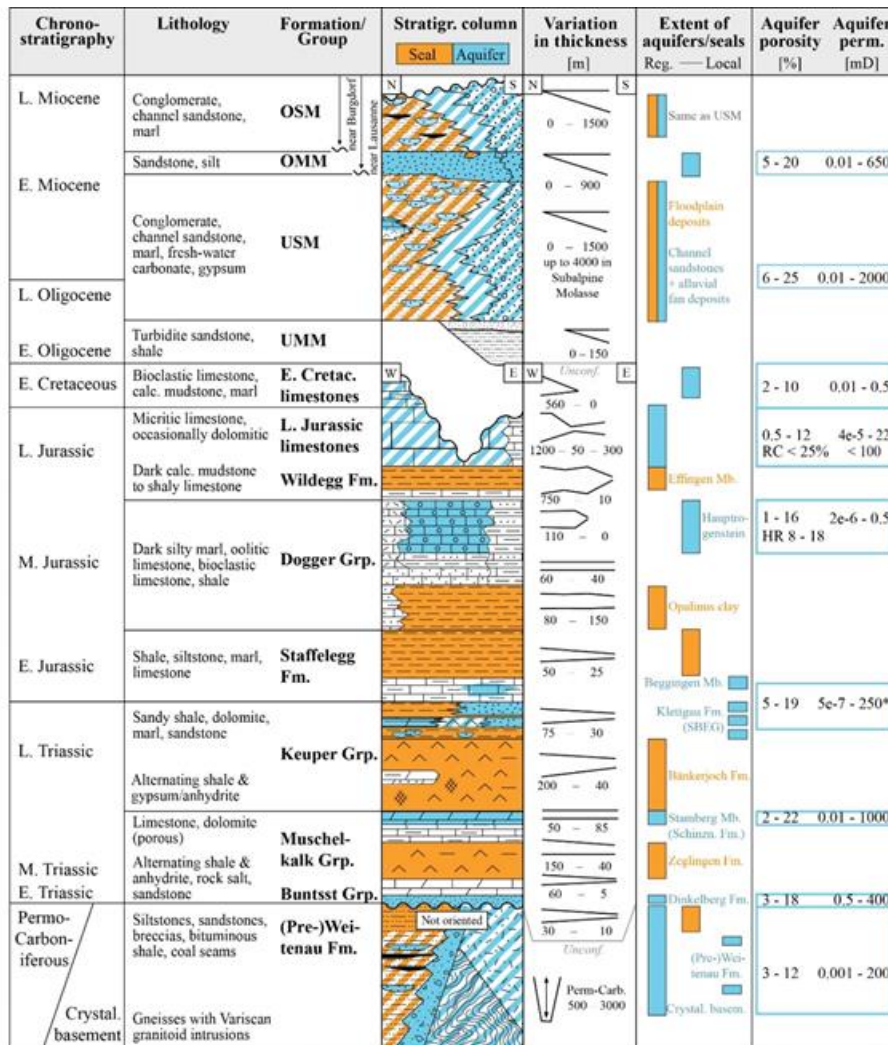 Chrono-
stratigraphy
Lithology
Formation/
Group
Stratigr. column
Seal Aquifer
Variation
in thickness
[m]
Extent of
aquifers/seals
Reg. — Local
Aquifer
porosity
[%]
Aquifer
perm.
[mD]
L. Miocene
Conglomerate,
channel sandstone,
marl
OSM
near Burgdorf
near Lausanne
N S
N S
0 – 1500
Same as USM
Sandstone, silt
OMM
0 – 900
5 - 20 0.01 - 650
E. Miocene
Conglomerate,
channel sandstone,
marl, fresh-water
carbonate, gypsum
USM
0 – 1500
up to 4000 in
Subalpine
Molasse
Floodplain
deposits
Channel
sandstones
+ alluvial
fan deposits
6 - 25 0.01 - 2000
L. Oligocene
E. Oligocene
Turbidite sandstone,
shale
UMM
0 – 150
E. Cretaceous
Bioclastic limestone,
calc. mudstone, marl
E. Cretac.
limestones
W E
W E
Unconf.
560 – 0
2 - 10 0.01 - 0.5
L. Jurassic
Micritic limestone,
occasionally dolomitic
L. Jurassic
limestones
1200 – 50 – 300
0.5 - 12 4e-5 - 22
RC < 25% < 100
Dark calc. mudstone
to shaly limestone
Wildegg Fm.
750 – 10
Effingen Mb.
M. Jurassic
Dark silty marl, oolitic
limestone, bioclastic
limestone, shale
Dogger Grp.
110 – 0
60 – 40
80 – 150
Hauptro-
genstein
1 - 16 2e-6 - 0.5
HR 8 - 18
Opalinus clay
E. Jurassic
Shale, siltstone, marl,
limestone
Staffelegg
Fm.
50 – 25
Beggingen Mb.
L. Triassic
Sandy shale, dolomite,
marl, sandstone
Keuper Grp.
75 – 30
Klettgau Fm.
(SBEG)
5 - 19 5e-7 - 250*
Alternating shale &
gypsum/anhydrite
200 – 40
Bänkerjoch Fm.
Limestone, dolomite
(porous)
Muschel-
kalk Grp.
50 – 85
Stamberg Mb.
(Schinzn. Fm.)
2 - 22 0.01 - 1000
M. Triassic
Alternating shale &
anhydrite, rock salt,
sandstone
150 – 40
Zeglingen Fm.
E. Triassic
Buntsst Grp.
60 – 5
Dinkelberg Fm.
3 - 18 0.5 - 400
Permo-
Carbon-
iferous
Siltstones, sandstones,
breccias, bituminous
shale, coal seams
(Pre-)Wei-
tenau Fm.
Not oriented
30 – 10
Unconf.
Perm-Carb.
500 3000
(Pre-)Wei-
tenau Fm.
3 - 12 0.001 - 200
Crystal.
basement
Gneisses with Variscan
granitoid intrusions
Crystal. basem.